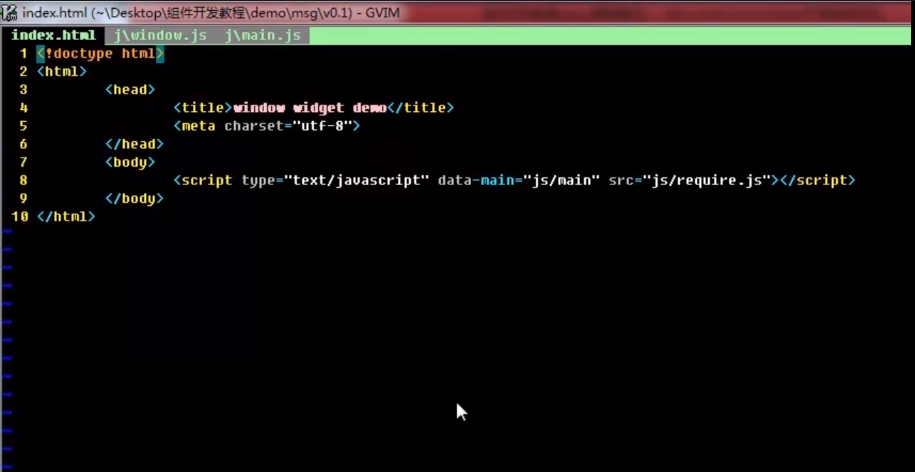 index.html (~\Desktop\组件开发教程\demo\msg\v0.1) - GVIM
index.html j\window.js j\main.js
1 <!doctype html>
2 <html>
3 <head>
4 <title>window widget demo</title>
5 <meta charset="utf-8">
6 </head>
7 <body>
8 <script type="text/javascript" data-main="js/main" src="js/require.js"></script>
9 </body>
10 </html>
~
~
~
~
~
~
~
~
~
~
~
~
~